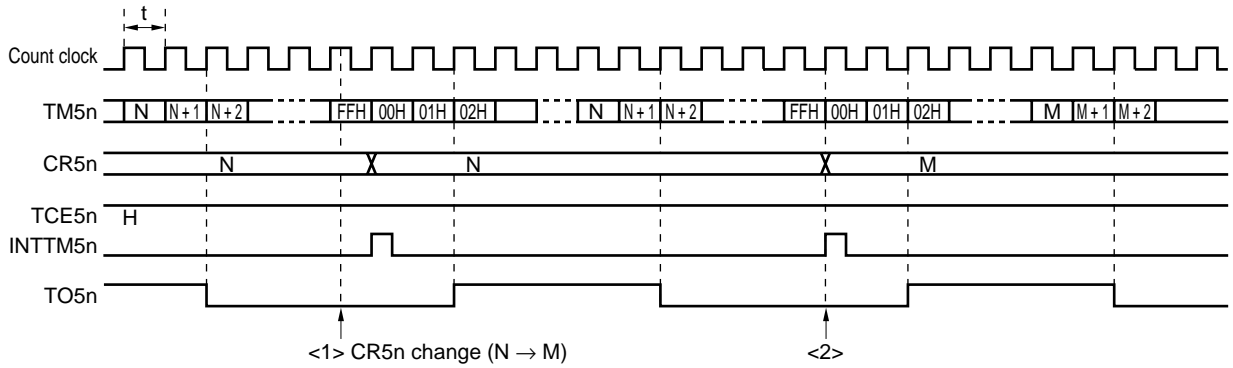 t
Count clock
TM5n N N + 1 N + 2 FFH 00H 01H 02H N N + 1 N + 2 FFH 00H 01H 02H M M + 1 M + 2
CR5n N N M
TCE5n H
INTTM5n
TO5n
<1> CR5n change (N → M) <2>